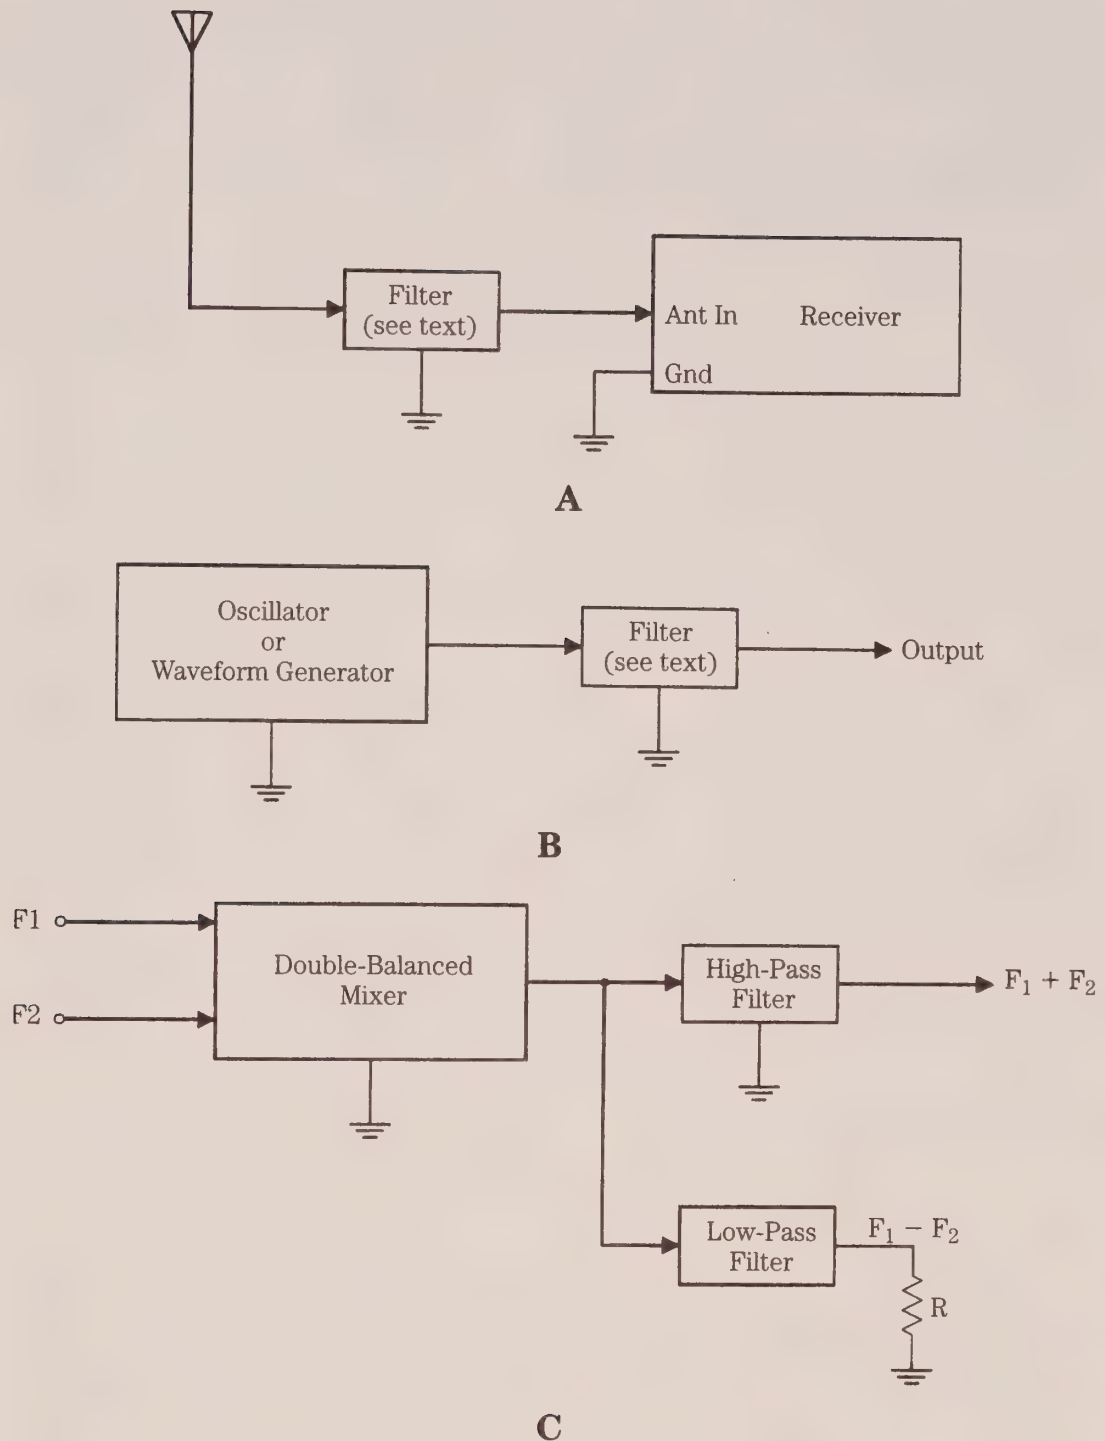 Filter
(see text)
Ant In
Receiver
Gnd
A
Oscillator
or
Waveform Generator
Filter
(see text)
Output
B
F1
F2
Double-Balanced
Mixer
High-Pass
Filter
F₁ + F₂
Low-Pass
Filter
F₁ − F₂
R
C